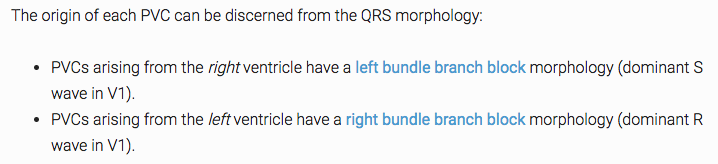 The origin of each PVC can be discerned from the QRS morphology:
• PVCs arising from the right ventricle have a left bundle branch block morphology (dominant S
wave in V1).
• PVCs arising from the left ventricle have a right bundle branch block morphology (dominant R
wave in V1).